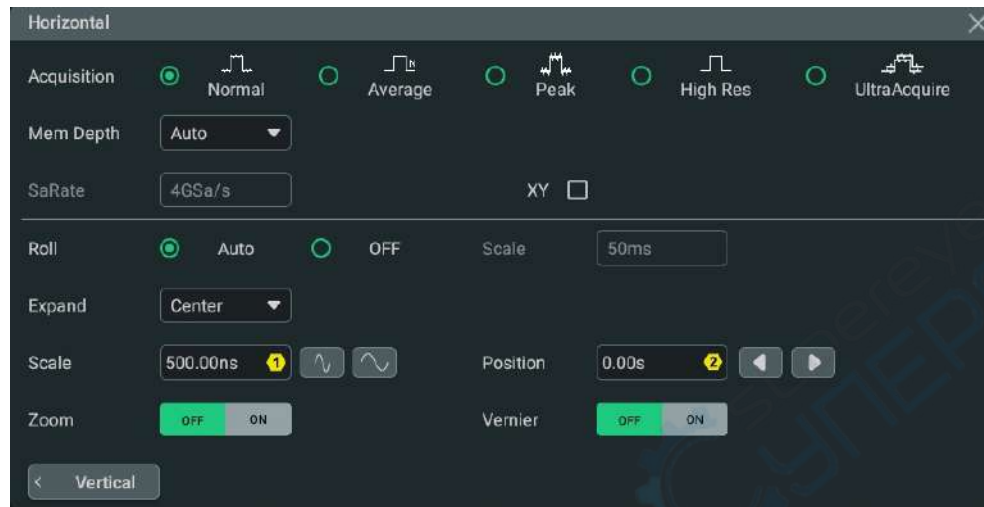 Horizontal
Acquisition Normal Average Peak High Res UltraAcquire
Mem Depth Auto
SaRate 4GSa/s XY
Roll Auto OFF Scale 50ms
Expand Center
Scale 500.00ns 1 Position 0.00s 2
Zoom OFF ON Vernier OFF ON
< Vertical